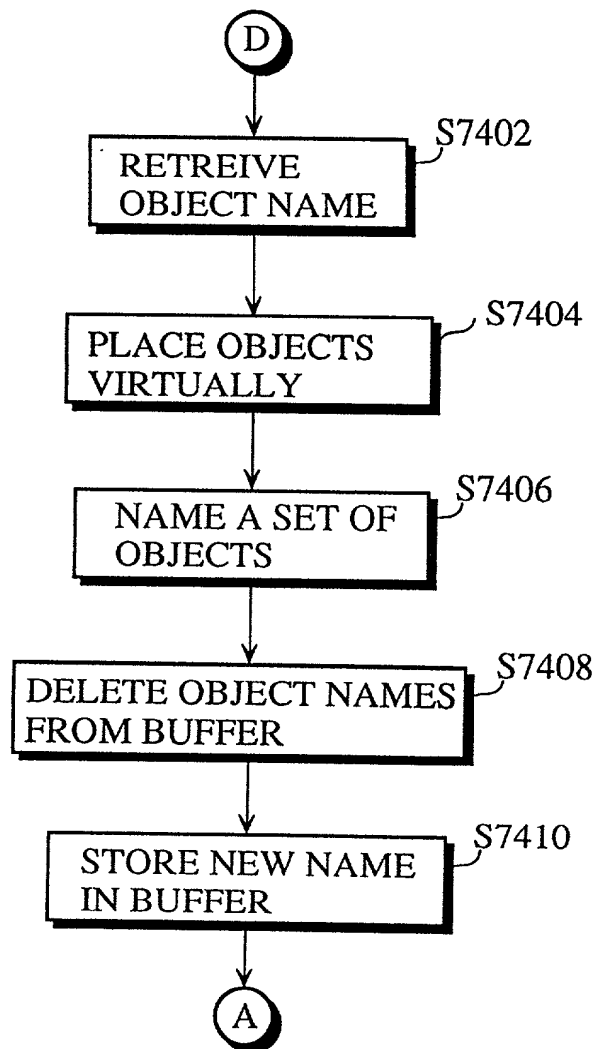 D
S7402
RETREIVE
OBJECT NAME
S7404
PLACE OBJECTS
VIRTUALLY
S7406
NAME A SET OF
OBJECTS
S7408
DELETE OBJECT NAMES
FROM BUFFER
S7410
STORE NEW NAME
IN BUFFER
A